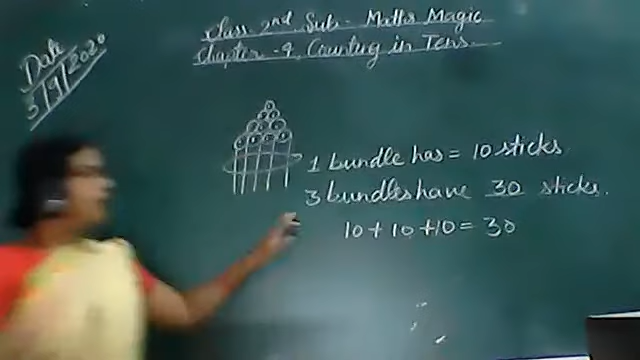 Date
3/9/2020
Class 2nd Sub- Maths Magic
Chapter-4, Counting in Tens.
1 bundle has = 10 sticks.
3 bundles have 30 sticks.
10 + 10 + 10 = 30